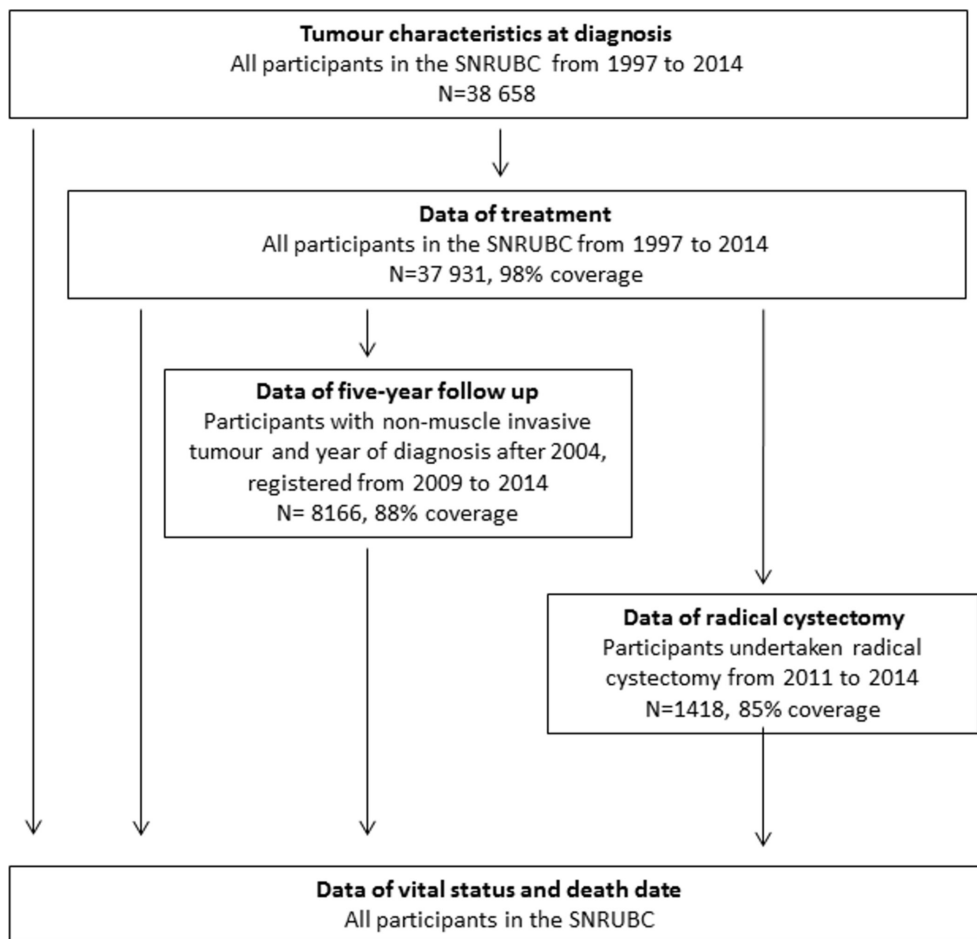 Tumour characteristics at diagnosis
All participants in the SNRUBC from 1997 to 2014
N=38 658
Data of treatment
All participants in the SNRUBC from 1997 to 2014
N=37 931, 98% coverage
Data of five-year follow up
Participants with non-muscle invasive
tumour and year of diagnosis after 2004,
registered from 2009 to 2014
N= 8166, 88% coverage
Data of radical cystectomy
Participants undertaken radical
cystectomy from 2011 to 2014
N=1418, 85% coverage
Data of vital status and death date
All participants in the SNRUBC